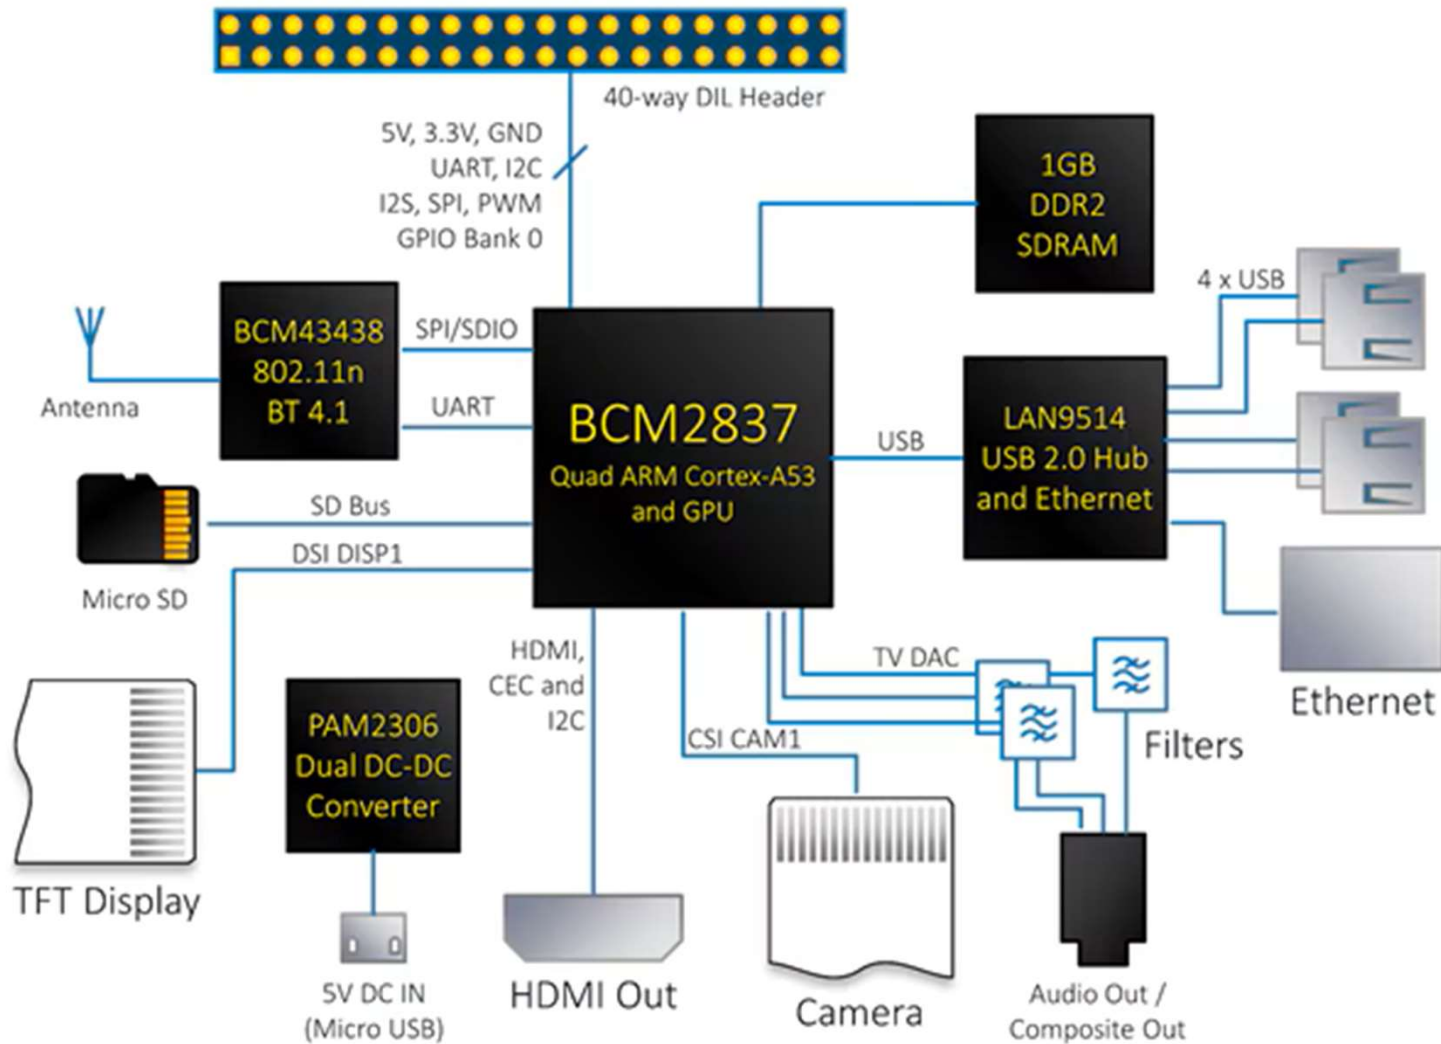 40-way DIL Header
5V, 3.3V, GND
UART, I2C
I2S, SPI, PWM
GPIO Bank 0
1GB
DDR2
SDRAM
4 x USB
BCM43438
802.11n
BT 4.1
SPI/SDIO
UART
Antenna
BCM2837
Quad ARM Cortex-A53
and GPU
USB
LAN9514
USB 2.0 Hub
and Ethernet
SD Bus
DSI DISP1
Micro SD
HDMI,
CEC and
I2C
TV DAC
CSI CAM1
Filters
Ethernet
PAM2306
Dual DC-DC
Converter
TFT Display
5V DC IN
(Micro USB)
HDMI Out
Camera
Audio Out /
Composite Out